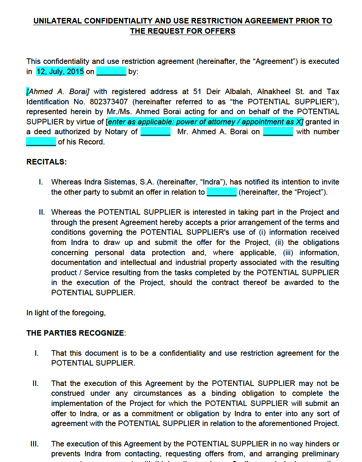 UNILATERAL CONFIDENTIALITY AND USE RESTRICTION AGREEMENT PRIOR TO
THE REQUEST FOR OFFERS
This confidentiality and use restriction agreement (hereinafter, the “Agreement”) is executed
in 12, July, 2015 on ______ by:
[Ahmed A. Borai] with registered address at 51 Deir Albalah, Alnakheel St. and Tax
Identification No. 802373407 (hereinafter referred to as “the POTENTIAL SUPPLIER”),
represented herein by Mr./Ms. Ahmed Borai acting for and on behalf of the POTENTIAL
SUPPLIER by virtue of [enter as applicable: power of attorney / appointment as X] granted in
a deed authorized by Notary of ______ Mr. Ahmed A. Borai on ______ with number
______ of his Record.
RECITALS:
I. Whereas Indra Sistemas, S.A. (hereinafter, “Indra”), has notified its intention to invite
the other party to submit an offer in relation to ______ (hereinafter, the “Project”).
II. Whereas the POTENTIAL SUPPLIER is interested in taking part in the Project and
through the present Agreement hereby accepts a prior arrangement of the terms and
conditions governing the POTENTIAL SUPPLIER's use of (i) information received
from Indra to draw up and submit the offer for the Project, (ii) the obligations
concerning personal data protection and, where applicable, (iii) information,
documentation and intellectual and industrial property associated with the resulting
product / Service resulting from the tasks completed by the POTENTIAL SUPPLIER
in the execution of the Project, should the contract thereof be awarded to the
POTENTIAL SUPPLIER.
In light of the foregoing,
THE PARTIES RECOGNIZE:
I. That this document is to be a confidentiality and use restriction agreement for the
POTENTIAL SUPPLIER.
II. That the execution of this Agreement by the POTENTIAL SUPPLIER may not be
construed under any circumstances as a binding obligation to complete the
implementation of the Project for which the POTENTIAL SUPPLIER will submit an
offer to Indra, or as a commitment or obligation by Indra to enter into any sort of
agreement with the POTENTIAL SUPPLIER in relation to the aforementioned Project.
III. The execution of this Agreement by the POTENTIAL SUPPLIER in no way hinders or
prevents Indra from contacting, requesting offers from, and arranging preliminary